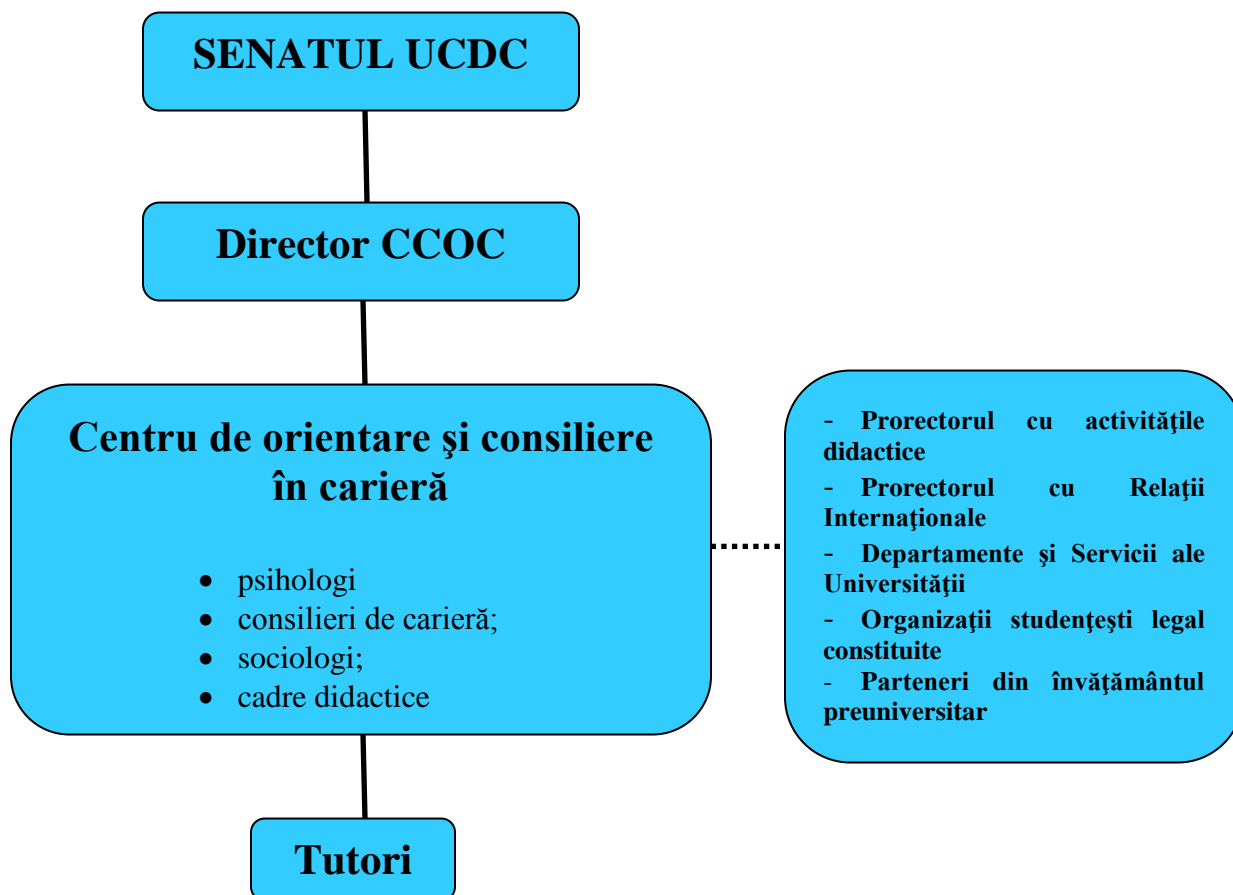 SENATUL UCDC
Director CCOC
Centru de orientare şi consiliere
în carieră
• psihologi
• consilieri de carieră;
• sociologi;
• cadre didactice
- Prorectorul cu activităţile
didactice
- Prorectorul cu Relaţii
Internaţionale
- Departamente şi Servicii ale
Universităţii
- Organizaţii studenţeşti legal
constituite
- Parteneri din învăţământul
preuniversitar
Tutori